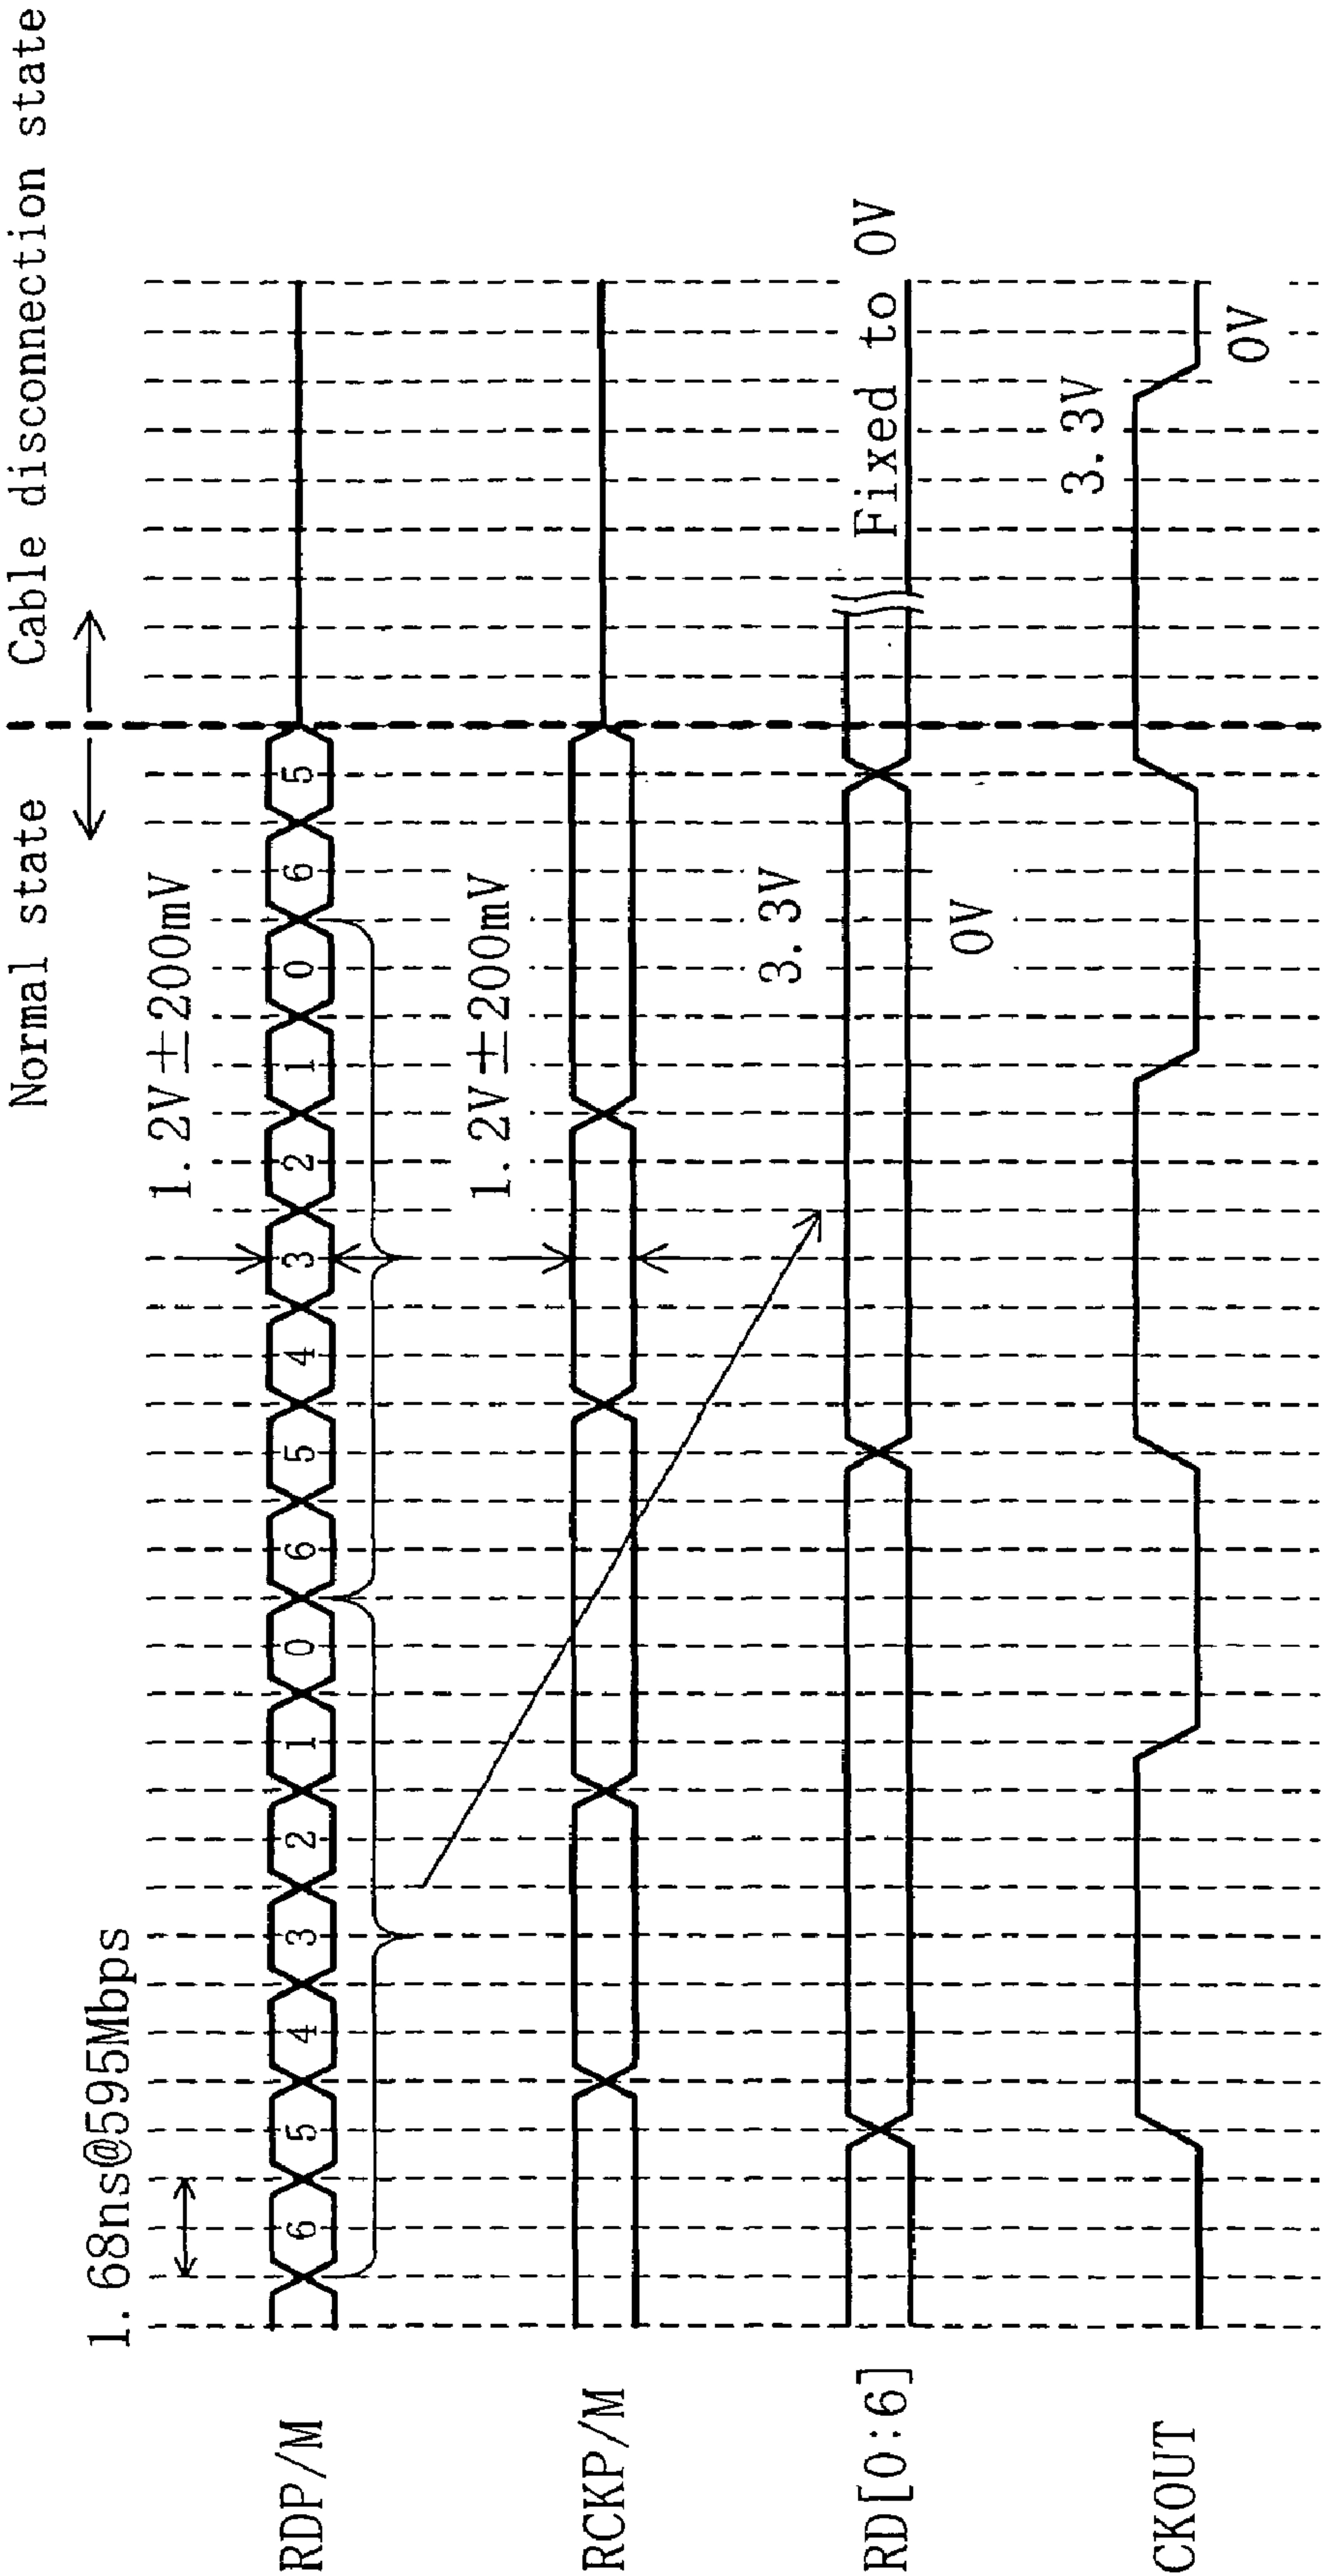 Normal state
Cable disconnection state
1.68ns@595Mbps
1.2V±200mV
RDP/M
6 5 4 3 2 1 0 6 5 4 3 2 1 0 6 5
1.2V±200mV
RCKP/M
3.3V
RD[0:6]
Fixed to 0V
0V
3.3V
CKOUT
0V